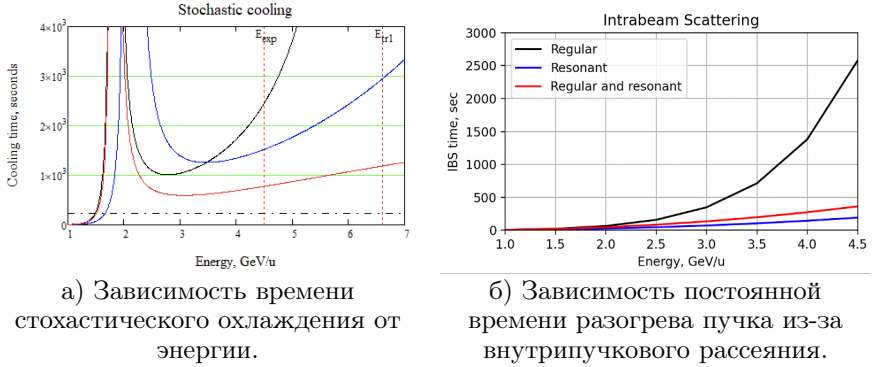 Stochastic cooling
4×10³
3×10³
2×10³
1×10³
0
Cooling time, seconds
E_exp
E_tr1
1
2
3
4
5
6
7
Energy, GeV/u
Intrabeam Scattering
Regular
Resonant
Regular and resonant
3000
2500
2000
1500
1000
500
0
IBS time, sec
1.0
1.5
2.0
2.5
3.0
3.5
4.0
4.5
Energy, GeV/u
а) Зависимость времени
стохастического охлаждения от
энергии.
б) Зависимость постоянной
времени разогрева пучка из-за
внутрипучкового рассеяния.